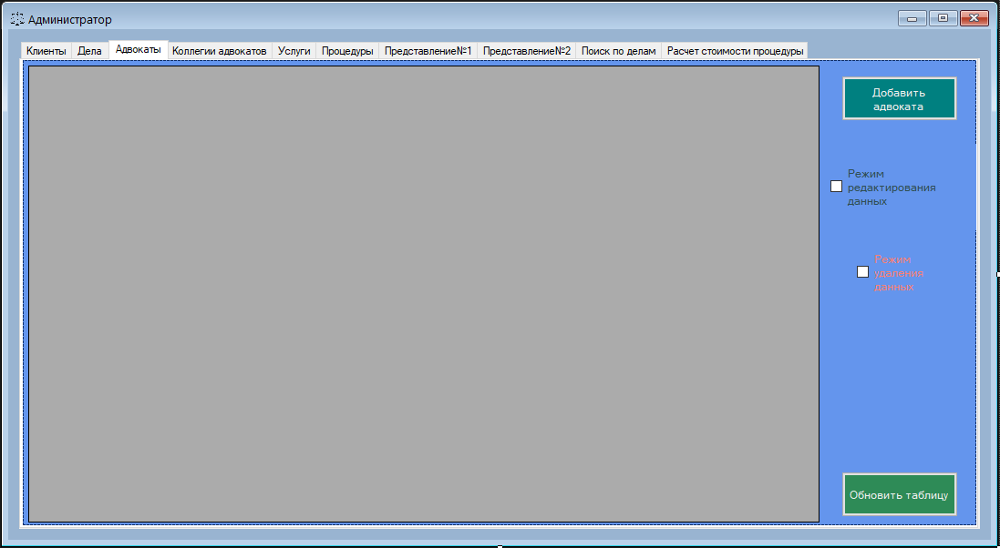 Администратор
Клиенты Дела Адвокаты Коллегии адвокатов Услуги Процедуры Представление№1 Представление№2 Поиск по делам Расчет стоимости процедуры
Добавить
адвоката
Режим
редактирования
данных
Режим
удаления
данных
Обновить таблицу